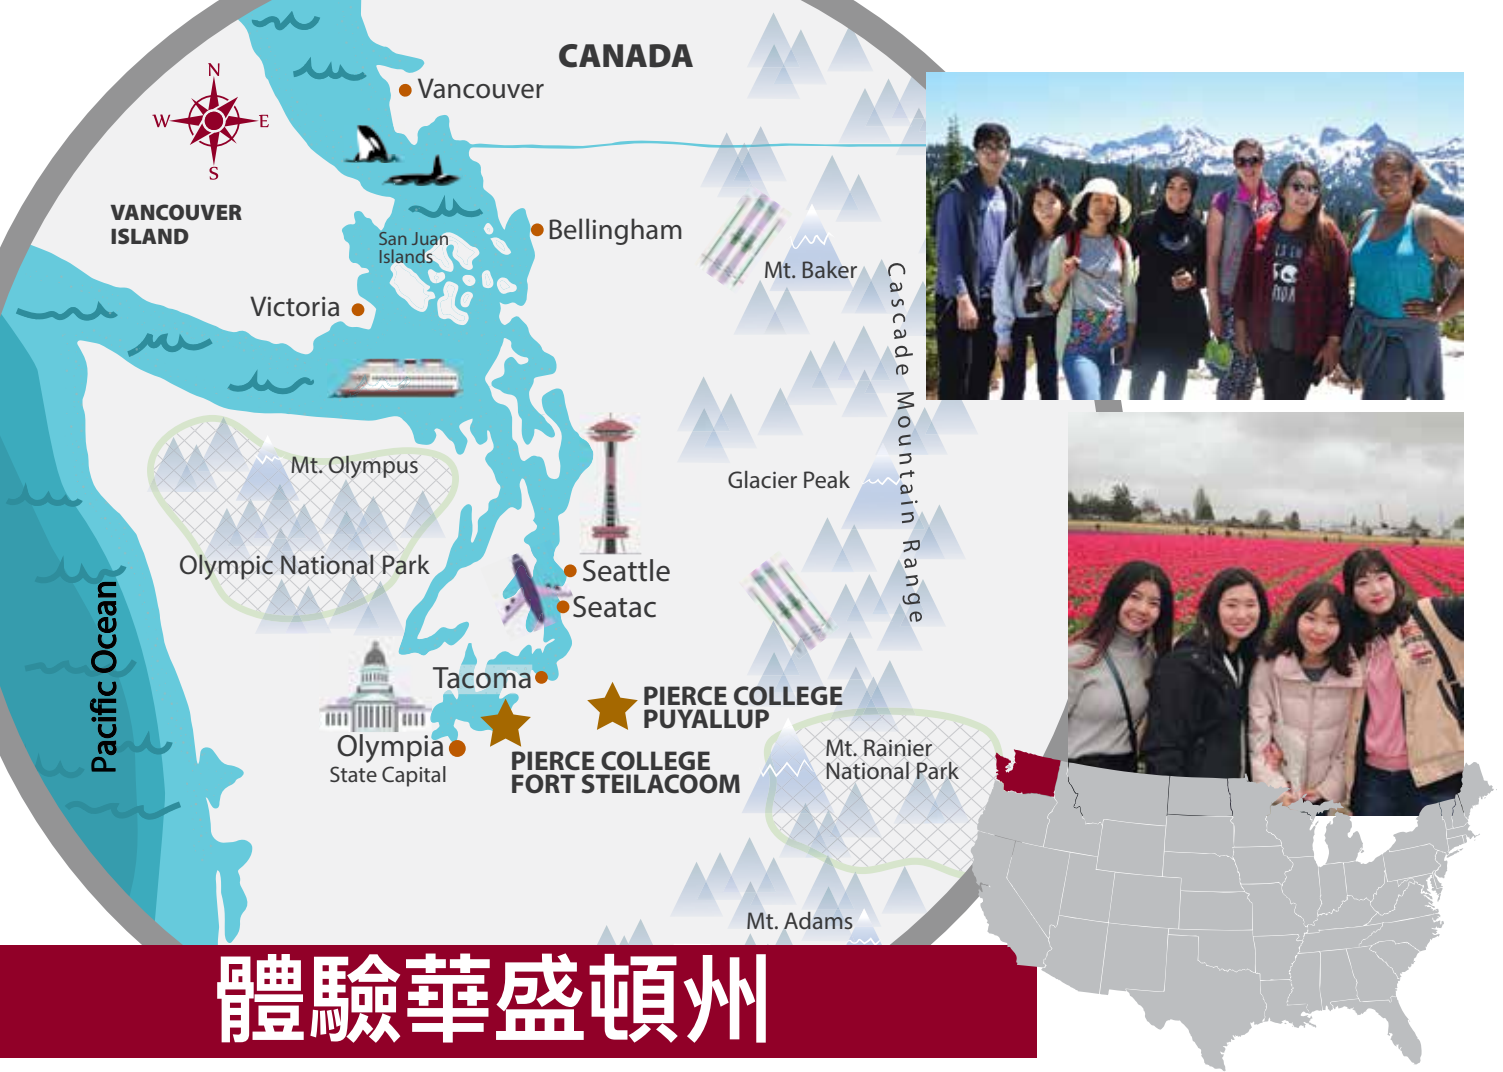 CANADA
N
W
E
S
Vancouver
VANCOUVER
ISLAND
San Juan
Islands
Bellingham
Mt. Baker
Victoria
Cascade Mountain Range
Mt. Olympus
Glacier Peak
Olympic National Park
Seattle
Seatac
Pacific Ocean
Tacoma
PIERCE COLLEGE
PUYALLUP
Olympia
State Capital
PIERCE COLLEGE
FORT STEILACOOM
Mt. Rainier
National Park
Mt. Adams
體驗華盛頓州